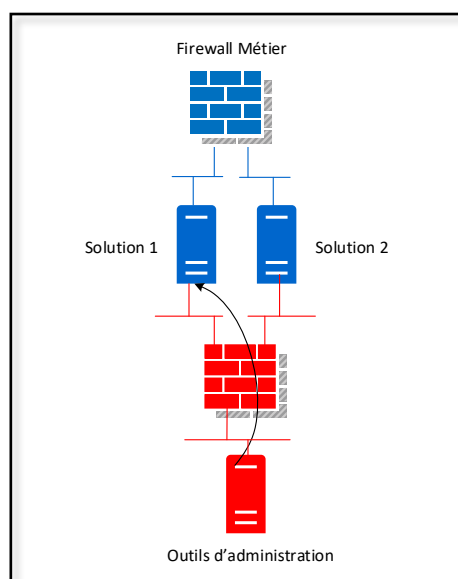 Firewall Métier
Solution 1
Solution 2
Outils d’administration